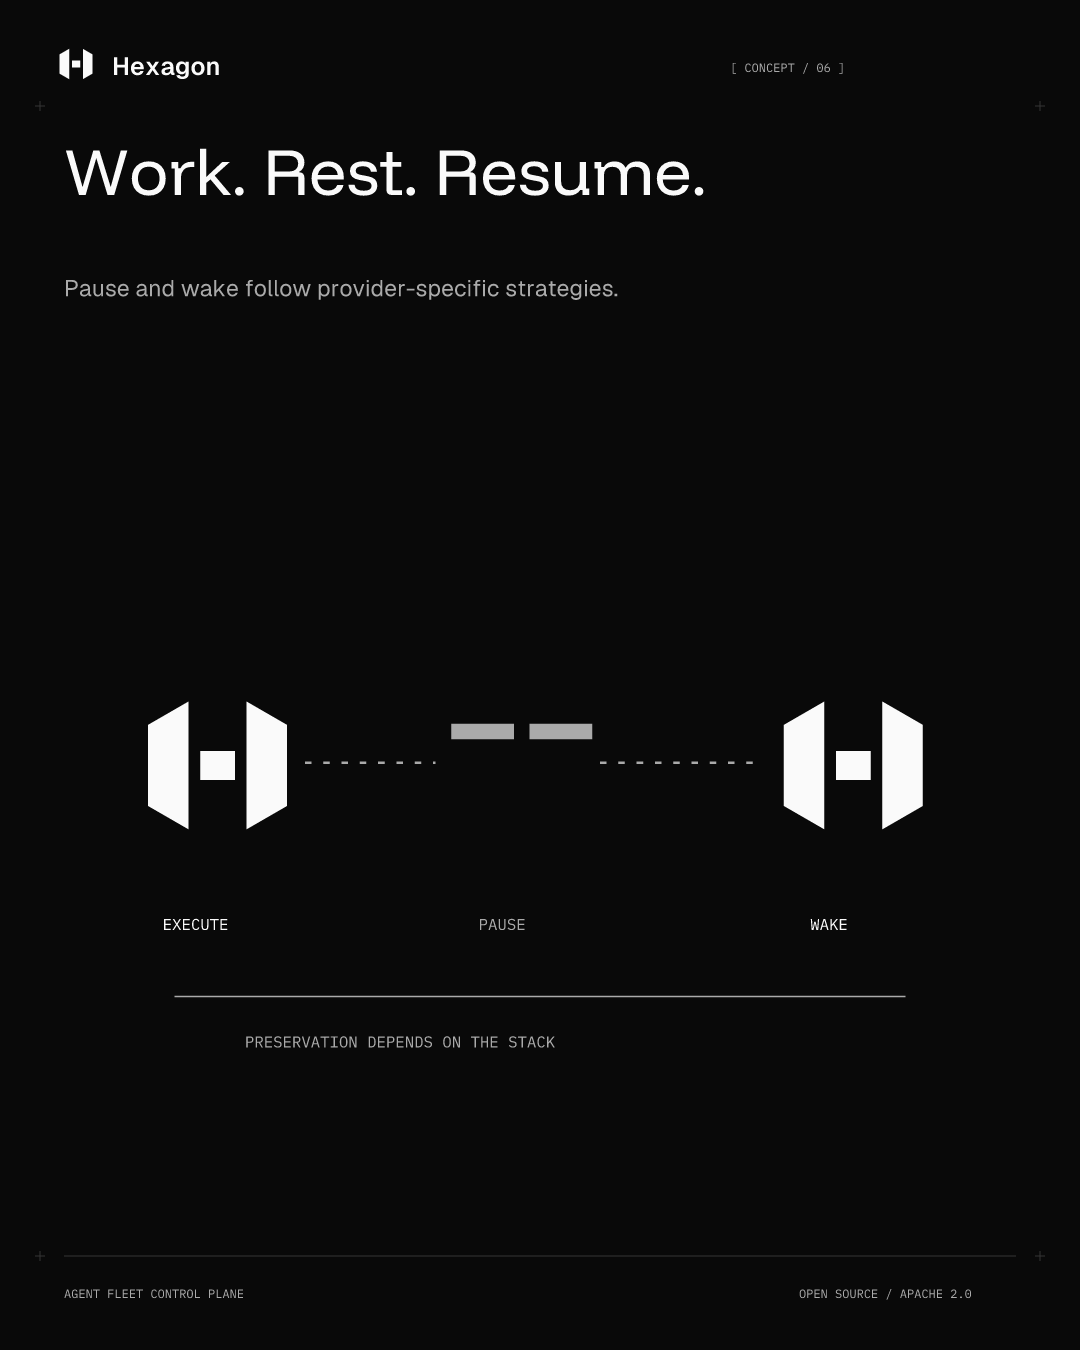 Hexagon
[ CONCEPT / 06 ]
Work. Rest. Resume.
Pause and wake follow provider-specific strategies.
EXECUTE
PAUSE
WAKE
PRESERVATION DEPENDS ON THE STACK
AGENT FLEET CONTROL PLANE
OPEN SOURCE / APACHE 2.0